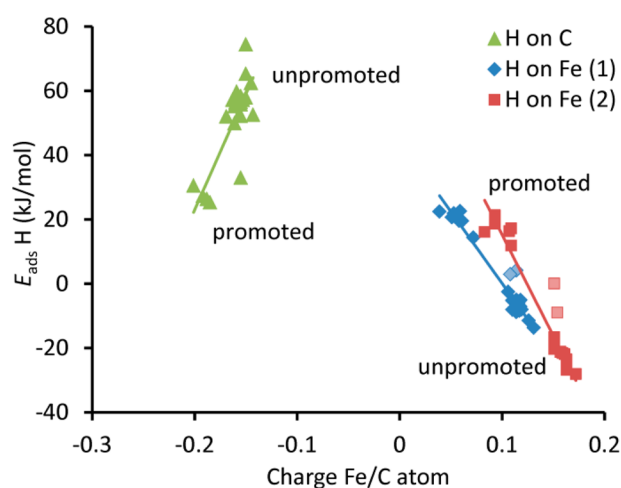 80
60
40
20
0
-20
-40
E_ads H (kJ/mol)
H on C
H on Fe (1)
H on Fe (2)
unpromoted
promoted
promoted
unpromoted
-0.3 -0.2 -0.1 0 0.1 0.2
Charge Fe/C atom